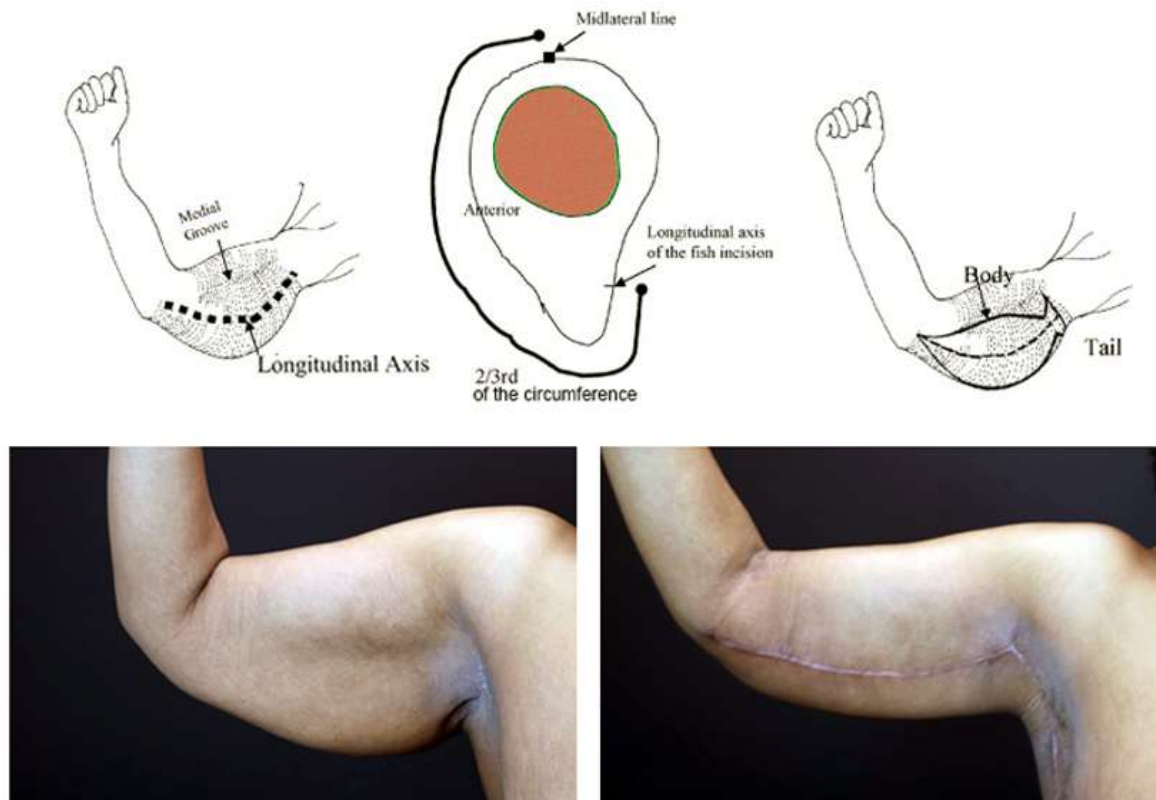 Midlateral line
Medial
Groove
Anterior
Longitudinal axis
of the fish incision
Longitudinal Axis
2/3rd
of the circumference
Body
Tail